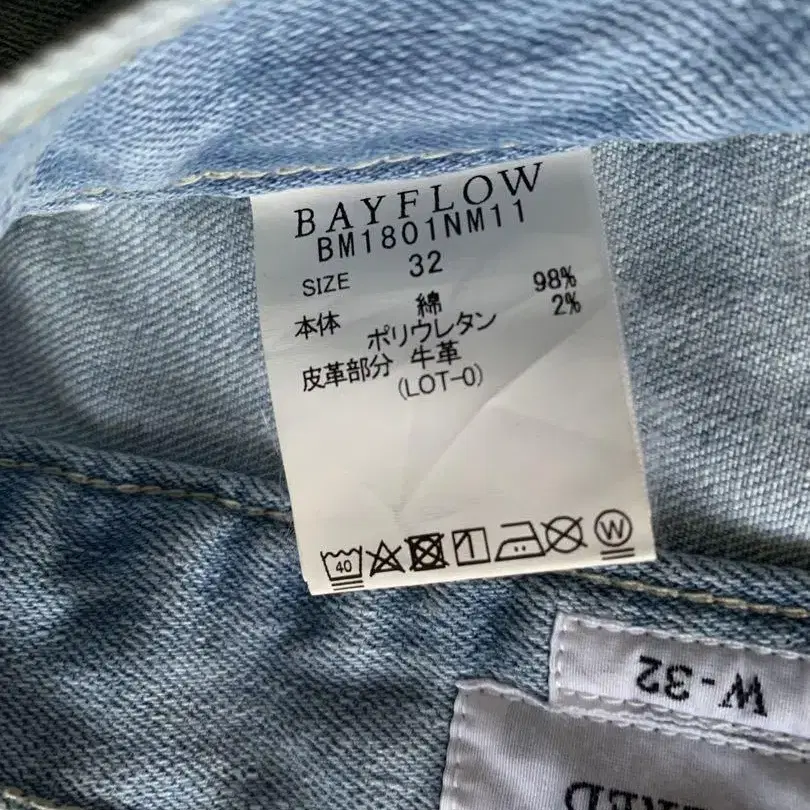 BAYFLOW
BM1801NM11
SIZE 32
本体 綿 98%
ポリウレタン 2%
皮革部分 牛革
(LOT-0)
40
W
W-32